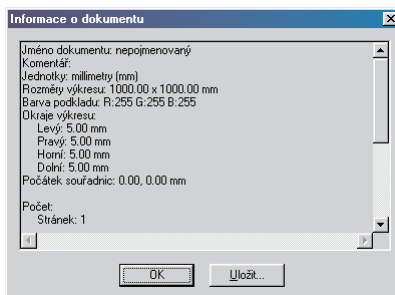 Informace o dokumentu
Jméno dokumentu: nepojmenovaný
Komentář:
Jednotky: millimetry (mm)
Rozměry výkresu: 1000.00 x 1000.00 mm
Barva podkladu: R:255 G:255 B:255
Okraje výkresu:
Levý: 5.00 mm
Pravý: 5.00 mm
Horní: 5.00 mm
Dolní: 5.00 mm
Počátek souřadnic: 0.00, 0.00 mm
Počet:
Stránek: 1
OK
Uložit...